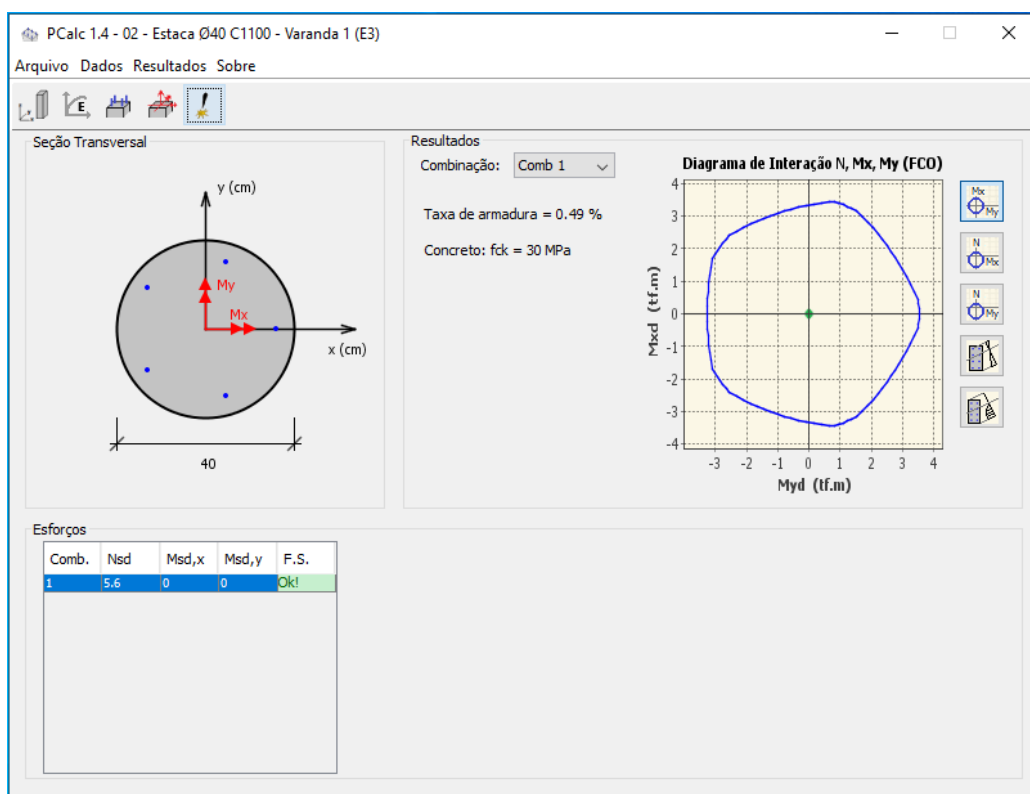 PCalc 1.4 - 02 - Estaca Ø40 C1100 - Varanda 1 (E3)
Arquivo Dados Resultados Sobre
E
Seção Transversal
y (cm)
My
Mx
x (cm)
40
Resultados
Combinação: Comb 1
Taxa de armadura = 0.49 %
Concreto: fck = 30 MPa
Diagrama de Interação N, Mx, My (FCO)
4
3
2
1
0
-1
-2
-3
-4
Mxd (tf.m)
-3 -2 -1 0 1 2 3 4
Myd (tf.m)
Mx
My
N
Mx
N
My
Esforços
Comb. Nsd Msd,x Msd,y F.S.
1 5.6 0 0 Ok!